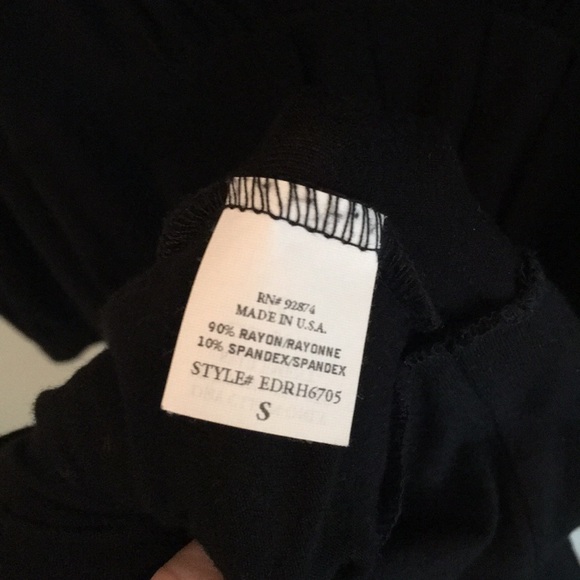 RN# 92874
MADE IN U.S.A.
90% RAYON/RAYONNE
10% SPANDEX/SPANDEX
STYLE# EDRH6705
S